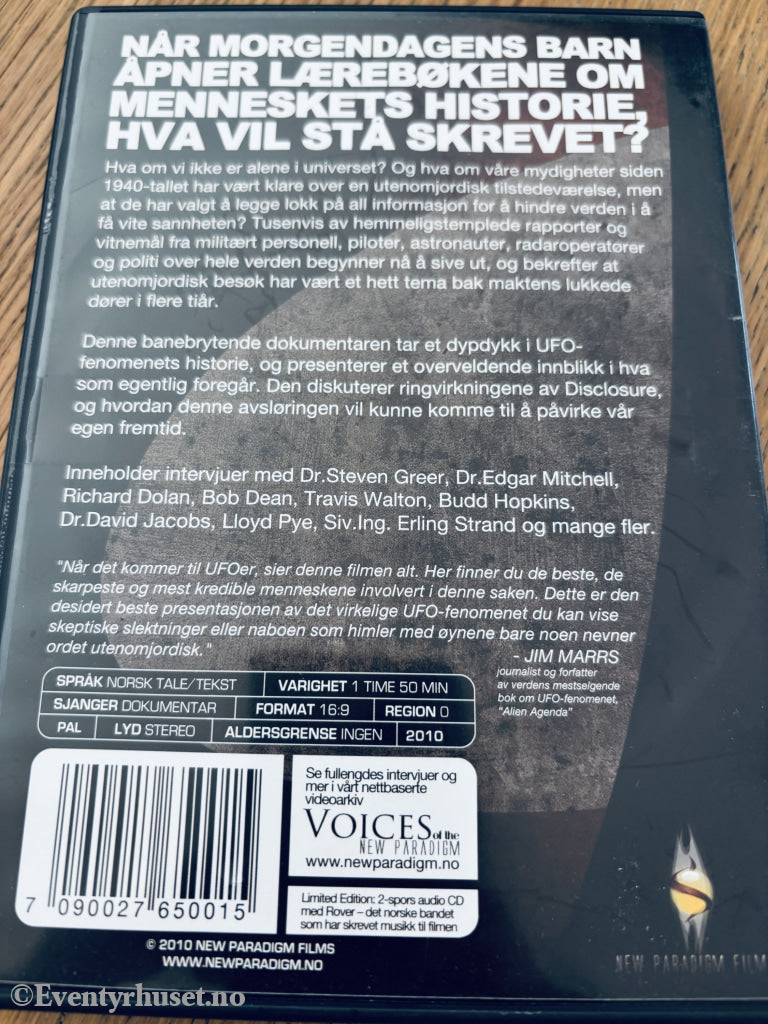 NÅR MORGENDAGENS BARN
ÅPNER LÆREBØKENE OM
MENNESKETS HISTORIE,
HVA VIL STÅ SKREVET?
Hva om vi ikke er alene i universet? Og hva om våre mydigheter siden
1940-tallet har vært klare over en utenomjordisk tilstedeværelse, men
at de har valgt å legge lokk på all informasjon for å hindre verden i å
få vite sannheten? Tusenvis av hemmeligstemplede rapporter og
vitnemål fra militært personell, piloter, astronauter, radaroperatører
og politi over hele verden begynner nå å sive ut, og bekrefter at
utenomjordisk besøk har vært et hett tema bak maktens lukkede
dører i flere tiår.
Denne banebrytende dokumentaren tar et dypdykk i UFO-
fenomenets historie, og presenterer et overveldende innblikk i hva
som egentlig foregår. Den diskuterer ringvirkningene av Disclosure,
og hvordan denne avsløringen vil kunne komme til å påvirke vår
egen fremtid.
Inneholder intervjuer med Dr.Steven Greer, Dr.Edgar Mitchell,
Richard Dolan, Bob Dean, Travis Walton, Budd Hopkins,
Dr.David Jacobs, Lloyd Pye, Siv.Ing. Erling Strand og mange fler.
"Når det kommer til UFOer, sier denne filmen alt. Her finner du de beste, de
skarpeste og mest kredible menneskene involvert i denne saken. Dette er den
desidert beste presentasjonen av det virkelige UFO-fenomenet du kan vise
skeptiske slektninger eller naboen som himler med øynene bare noen nevner
ordet utenomjordisk."
- JIM MARRS
journalist og forfatter
av verdens mestselgende
bok om UFO-fenomenet,
"Alien Agenda"
SPRÅK NORSK TALE/TEKST VARIGHET 1 TIME 50 MIN
SJANGER DOKUMENTAR FORMAT 16:9 REGION 0
PAL LYD STEREO ALDERSGRENSE INGEN 2010
Se fullengdes intervjuer og
mer i vårt nettbaserte
videoarkiv
VOICES of the
NEW PARADIGM
www.newparadigm.no
Limited Edition: 2-spors audio CD
med Rover – det norske bandet
som har skrevet musikk til filmen
7 090027 650015
© 2010 NEW PARADIGM FILMS
WWW.NEWPARADIGM.NO
NEW PARADIGM FILM
©Eventyrhuset.no